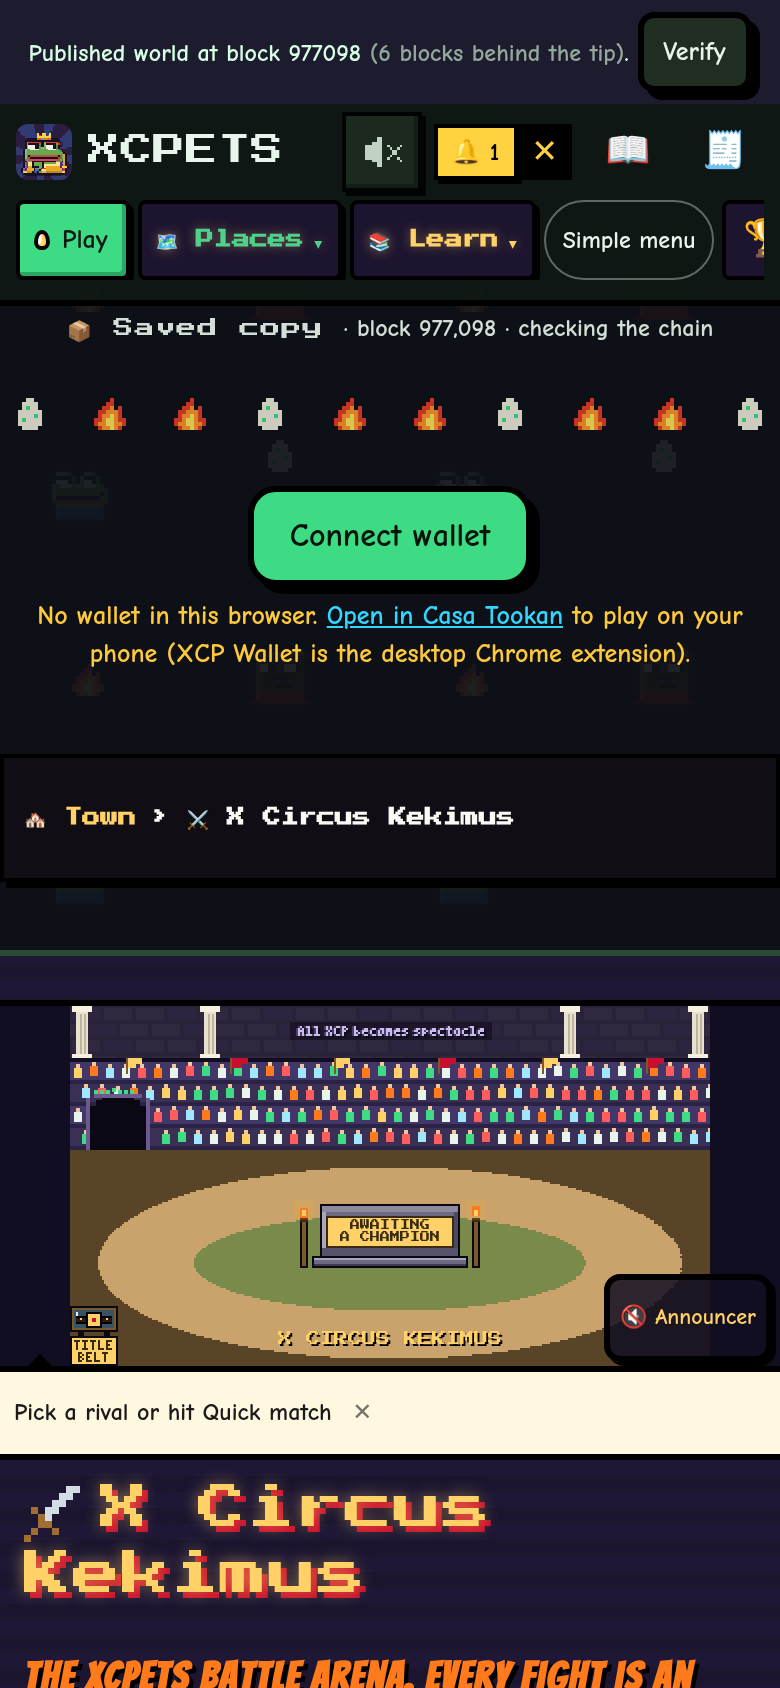 Published world at block 977098 (6 blocks behind the tip).
Verify
XCPETS
1
Play
Places
Learn
Simple menu
Saved copy · block 977,098 · checking the chain
Connect wallet
No wallet in this browser. Open in Casa Tookan to play on your
phone (XCP Wallet is the desktop Chrome extension).
Town › X Circus Kekimus
All XCP becomes spectacle
AWAITING
A CHAMPION
TITLE
BELT
X CIRCUS KEKIMUS
Announcer
Pick a rival or hit Quick match
X Circus
Kekimus
THE XCPETS BATTLE ARENA. EVERY FIGHT IS AN